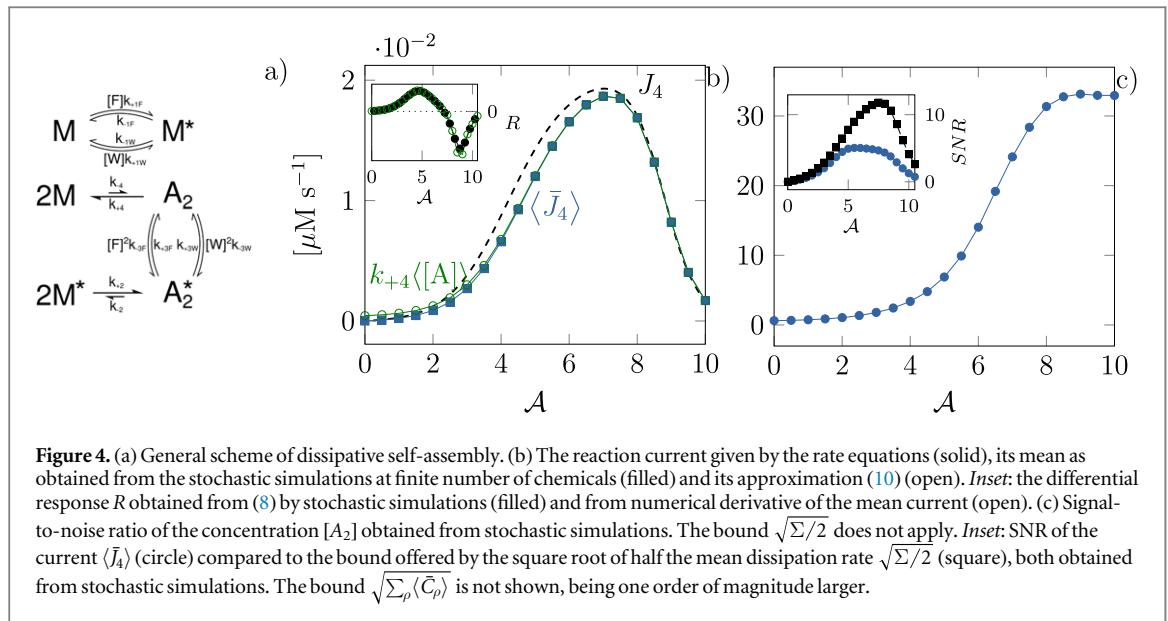 a)
[F]k₊₁F
k₋₁F
M
M*
k₋₁W
[W]k₊₁W
k₋₄
2M
A₂
k₊₄
[F]²k₋₃F
k₊₃F
k₊₃W
[W]²k₋₃W
k₊₂
2M*
A₂*
k₋₂
b)
·10⁻²
2
1
0
[µM s⁻¹]
0
2
4
6
8
10
𝒜
J₄
⟨J̄₄⟩
k₊₄⟨[A]⟩
0
R
0
5
10
𝒜
c)
30
20
10
0
0
2
4
6
8
10
𝒜
10
0
SNR
0
5
10
𝒜
Figure 4. (a) General scheme of dissipative self-assembly. (b) The reaction current given by the rate equations (solid), its mean as
obtained from the stochastic simulations at finite number of chemicals (filled) and its approximation (10) (open). Inset: the differential
response R obtained from (8) by stochastic simulations (filled) and from numerical derivative of the mean current (open). (c) Signal-
to-noise ratio of the concentration [A₂] obtained from stochastic simulations. The bound √Σ/2 does not apply. Inset: SNR of the
current ⟨J̄₄⟩ (circle) compared to the bound offered by the square root of half the mean dissipation rate √Σ/2 (square), both obtained
from stochastic simulations. The bound √∑ρ⟨C̄ρ⟩ is not shown, being one order of magnitude larger.